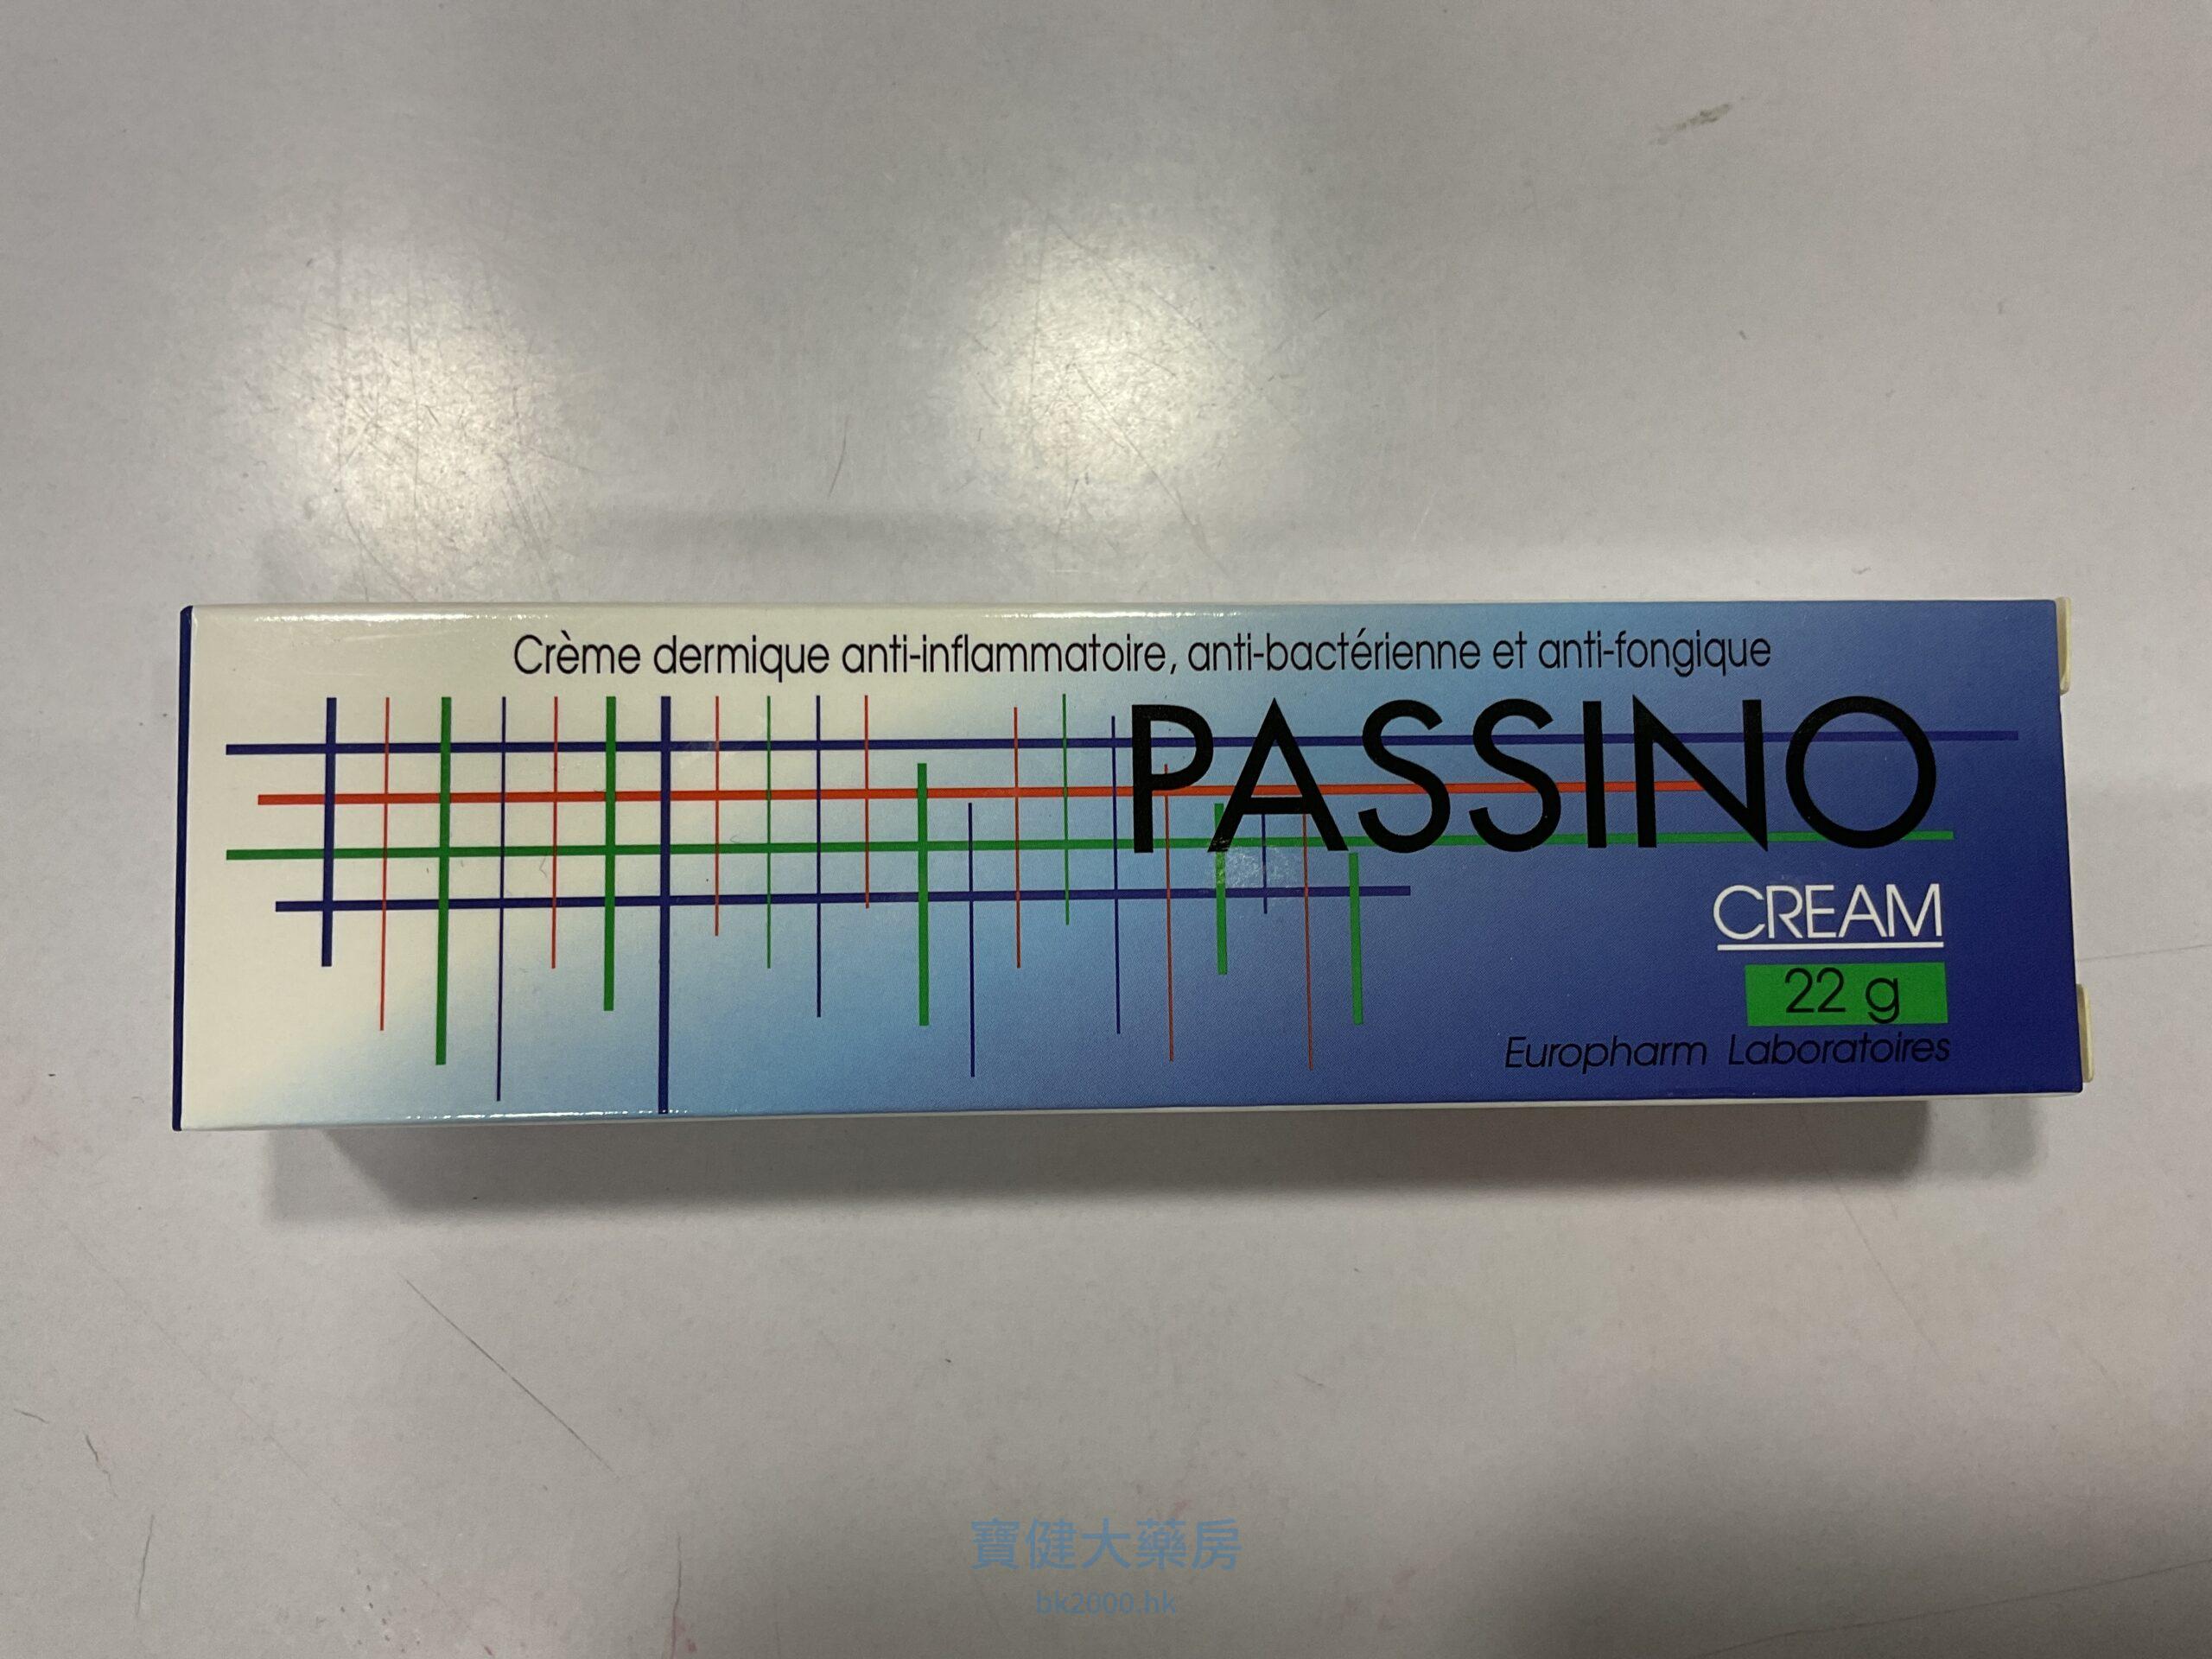 Crème dermique anti-inflammatoire, anti-bactérienne et anti-fongique
PASSINO
CREAM
22 g
Europharm Laboratoires
寶健大藥房
bk2000.hk